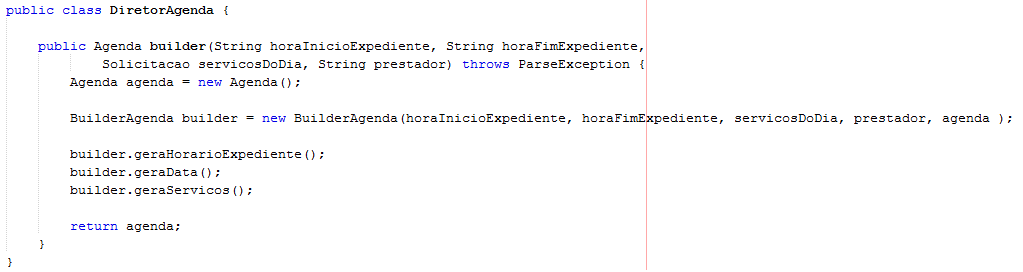 public class DiretorAgenda {
public Agenda builder(String horaInicioExpediente, String horaFimExpediente,
Solicitacao servicosDoDia, String prestador) throws ParseException {
Agenda agenda = new Agenda();
BuilderAgenda builder = new BuilderAgenda(horaInicioExpediente, horaFimExpediente, servicosDoDia, prestador, agenda );
builder.geraHorarioExpediente();
builder.geraData();
builder.geraServicos();
return agenda;
}
}